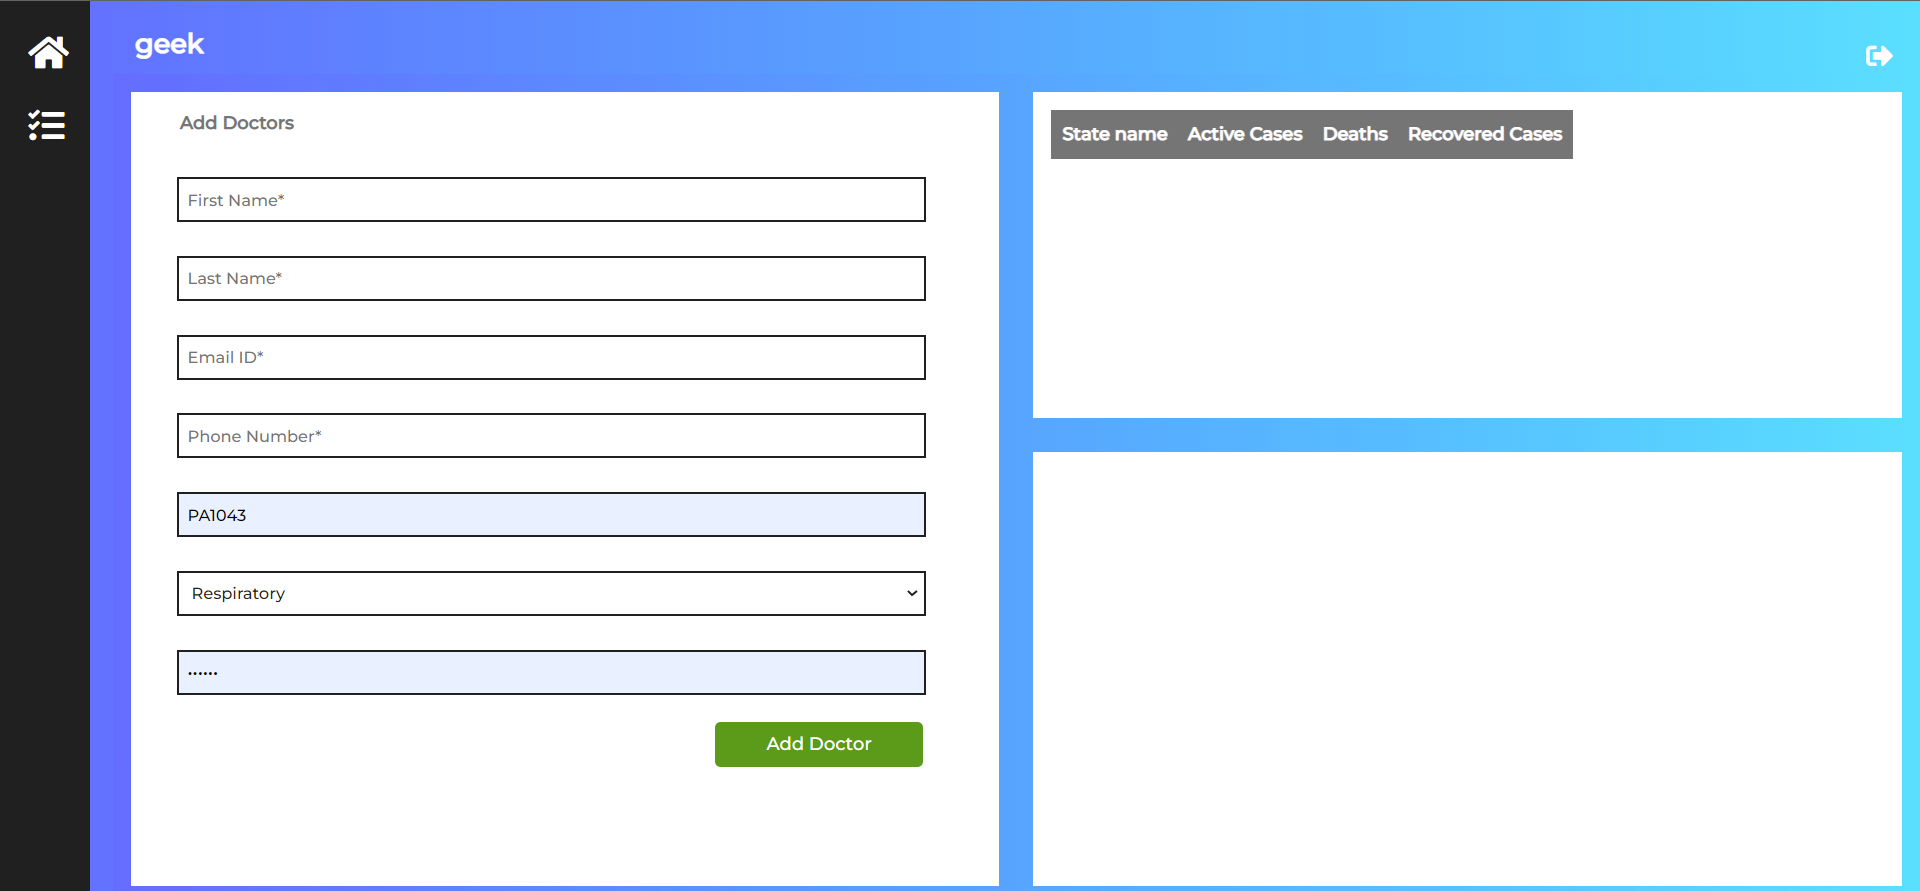 geek
Add Doctors
First Name*
Last Name*
Email ID*
Phone Number*
PA1043
Respiratory
••••••
Add Doctor
State name Active Cases Deaths Recovered Cases